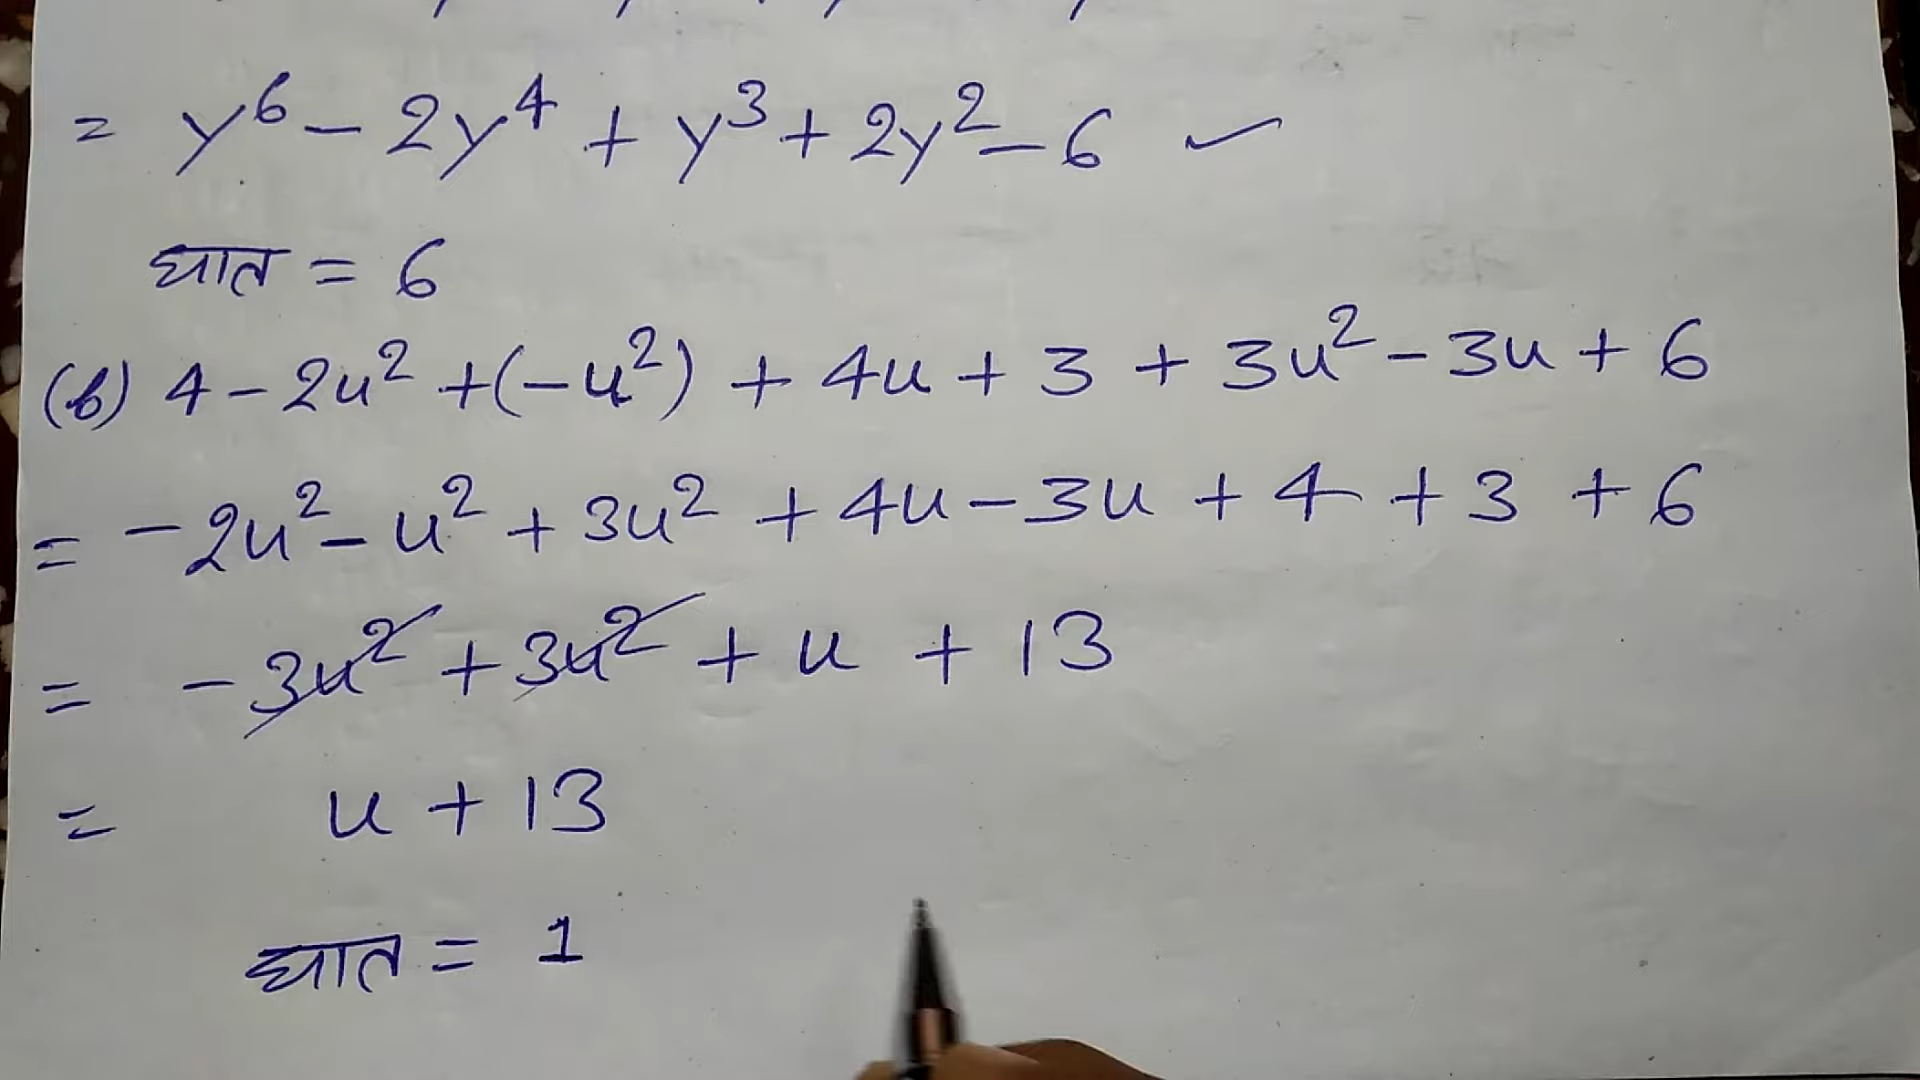 = y⁶ - 2y⁴ + y³ + 2y² - 6 ✓
घात = 6
(b) 4 - 2u² + (-u²) + 4u + 3 + 3u² - 3u + 6
= -2u² - u² + 3u² + 4u - 3u + 4 + 3 + 6
= -3u² + 3u² + u + 13
= u + 13
घात = 1